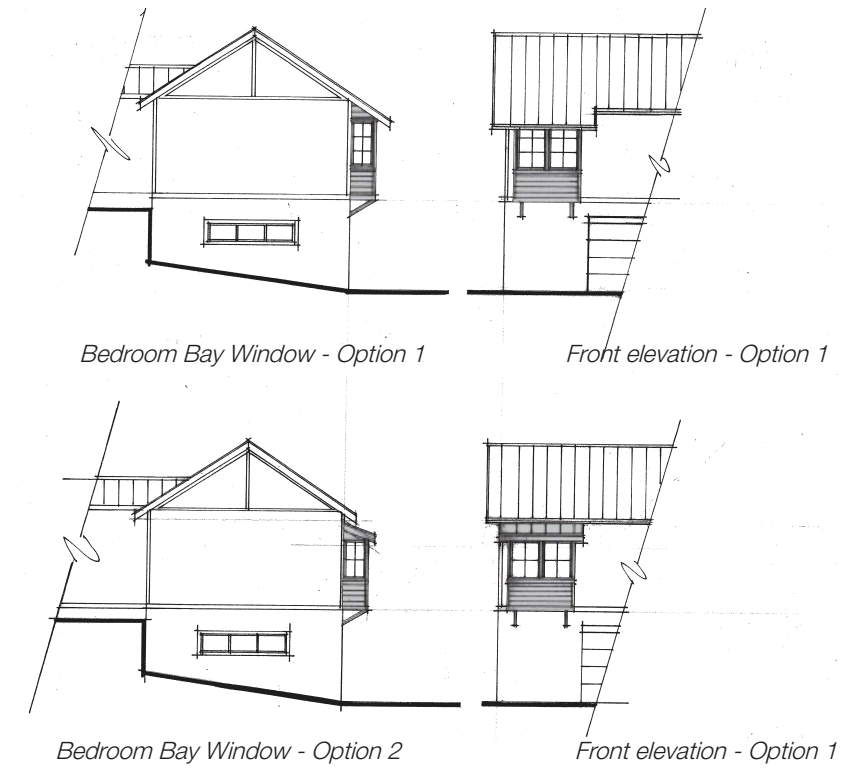 Bedroom Bay Window - Option 1
Front elevation - Option 1
Bedroom Bay Window - Option 2
Front elevation - Option 1